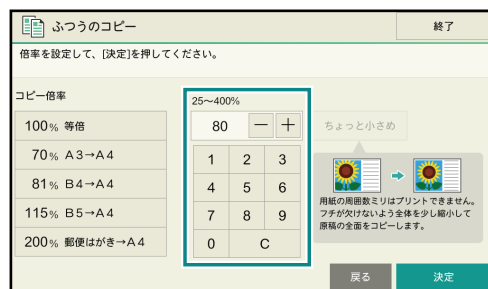 ふつうのコピー
終了
倍率を設定して、[決定]を押してください。
コピー倍率
100% 等倍
70% A3→A4
81% B4→A4
115% B5→A4
200% 郵便はがき→A4
25〜400%
80 － ＋
1 2 3
4 5 6
7 8 9
0 C
ちょっと小さめ
用紙の周囲数ミリはプリントできません。
フチが欠けないよう全体を少し縮小して
原稿の全面をコピーします。
戻る
決定